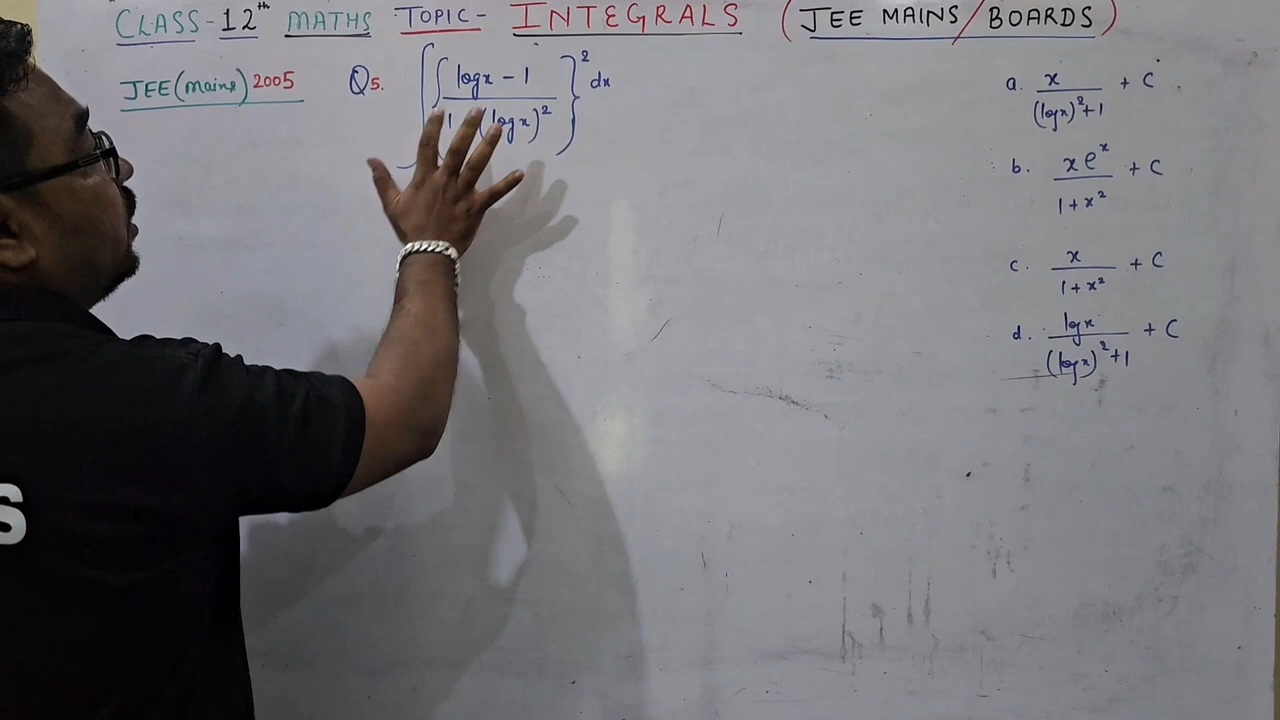 CLASS-12th MATHS TOPIC- INTEGRALS (JEE MAINS/BOARDS)
JEE(mains) 2005 Q5. ∫{(logx - 1)/(1 (logx)²)}² dx
a. x/((logx)²+1) + C
b. xeˣ/(1+x²) + C
c. x/(1+x²) + C
d. logx/((logx)²+1) + C
S